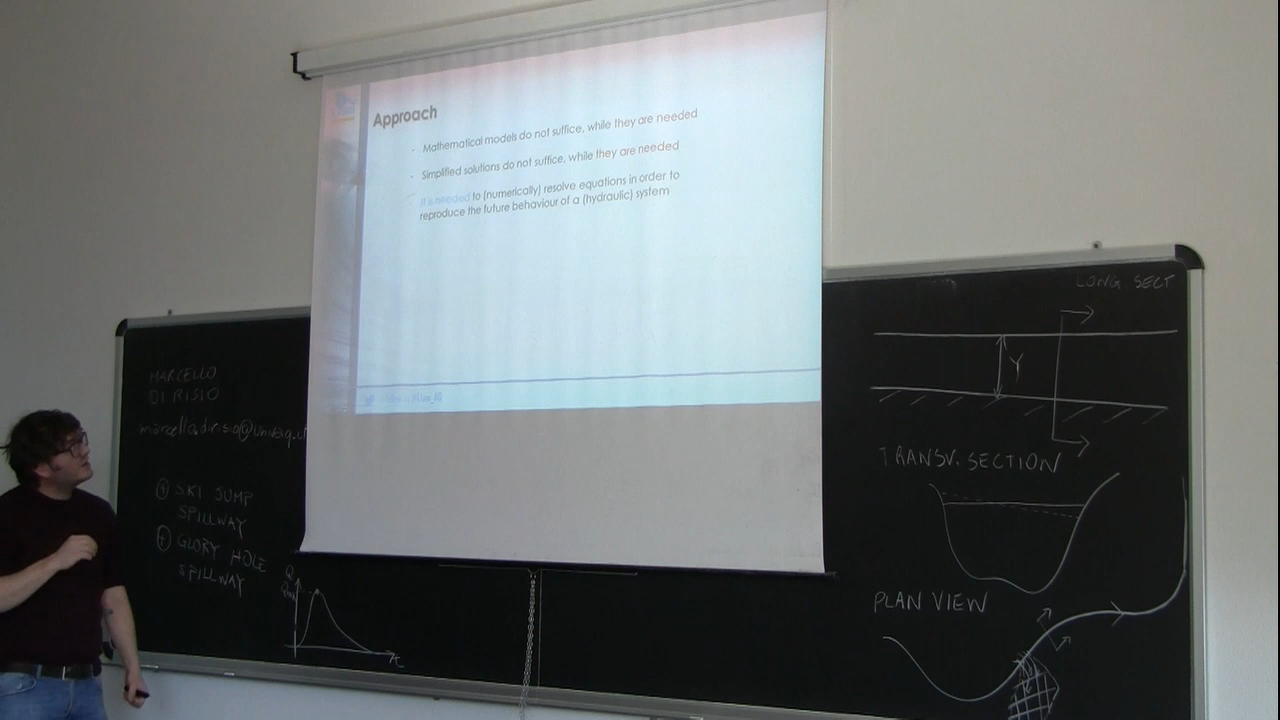 Approach
- Mathematical models do not suffice, while they are needed
- Simplified solutions do not suffice, while they are needed
- It is needed to (numerically) resolve equations in order to
reproduce the future behaviour of a (hydraulic) system
MARCELLO
DI RISIO
SKI JUMP
SPILLWAY
GLORY HOLE
SPILLWAY
Q
LONG. SECT
Y
TRANSV. SECTION
PLAN VIEW